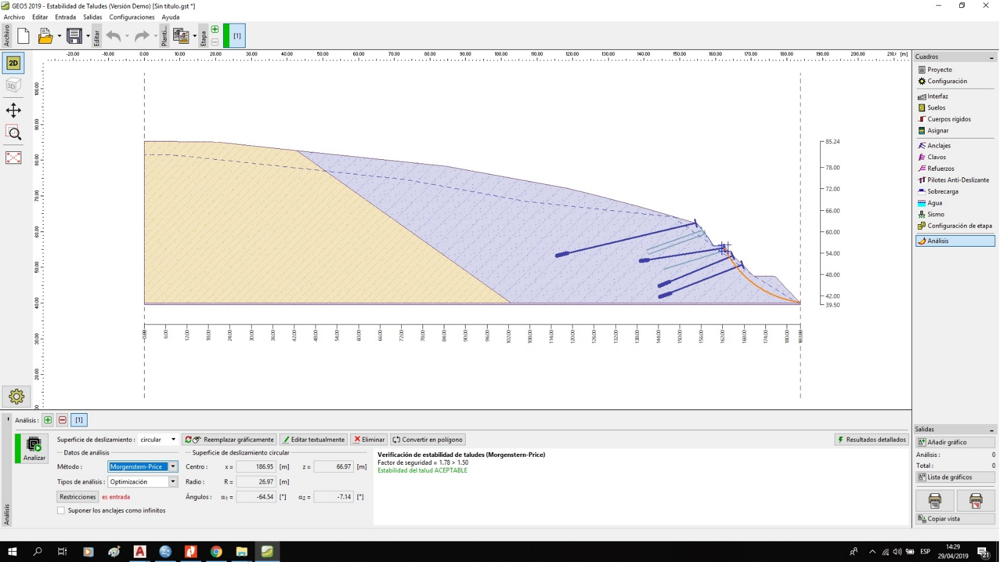 GEO5 2019 - Estabilidad de Taludes (Versión Demo) [Sin título.gst *]
Archivo Editar Entrada Salidas Configuraciones Ayuda
Archivo
Editar
Planti...
Etapa
[1]
2D
3D
-20.00 -10.00 0.00 10.00 20.00 30.00 40.00 50.00 60.00 70.00 80.00 90.00 100.00 110.00 120.00 130.00 140.00 150.00 160.00 170.00 180.00 190.00 200.00 [m]
100.00
90.00
80.00
70.00
60.00
50.00
40.00
30.00
20.00
85.24
78.00
72.00
66.00
60.00
54.00
48.00
42.00
39.50
6.00 12.00 18.00 24.00 30.00 36.00 42.00 48.00 54.00 60.00 66.00 72.00 78.00 84.00 90.00 96.00 102.00 108.00 114.00 120.00 126.00 132.00 138.00 144.00 150.00 156.00 162.00 168.00 174.00 180.00
Cuadros
Proyecto
Configuración
Interfaz
Suelos
Cuerpos rígidos
Asignar
Anclajes
Clavos
Refuerzos
Pilotes Anti-Deslizante
Sobrecarga
Agua
Sismo
Configuración de etapa
Análisis
Análisis : [1]
Analizar
Superficie de deslizamiento : circular Reemplazar gráficamente Editar textualmente Eliminar Convertir en polígono Resultados detallados
Datos de análisis
Método : Morgenstern-Price
Tipos de análisis : Optimización
Restricciones es entrada
Suponer los anclajes como infinitos
Superficie de deslizamiento circular
Centro : x = 186.95 [m] z = 66.97 [m]
Radio : R = 26.97 [m]
Ángulos : α1 = -64.54 [°] α2 = -7.14 [°]
Verificación de estabilidad de taludes (Morgenstern-Price)
Factor de seguridad = 1.78 > 1.50
Estabilidad del talud ACEPTABLE
Análisis
Salidas
Añadir gráfico
Análisis : 0
Total : 0
Lista de gráficos
Copiar vista
ESP
14:29
29/04/2019
21